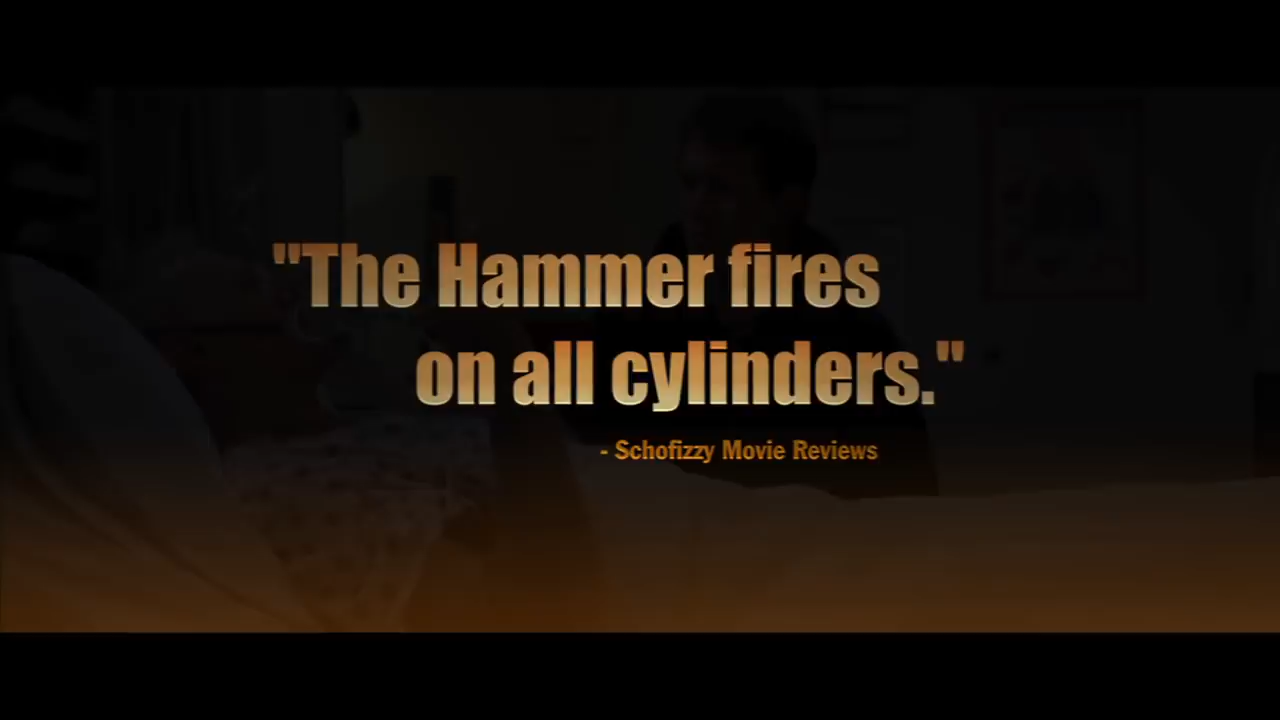 "The Hammer fires
on all cylinders."
- Schofizzy Movie Reviews